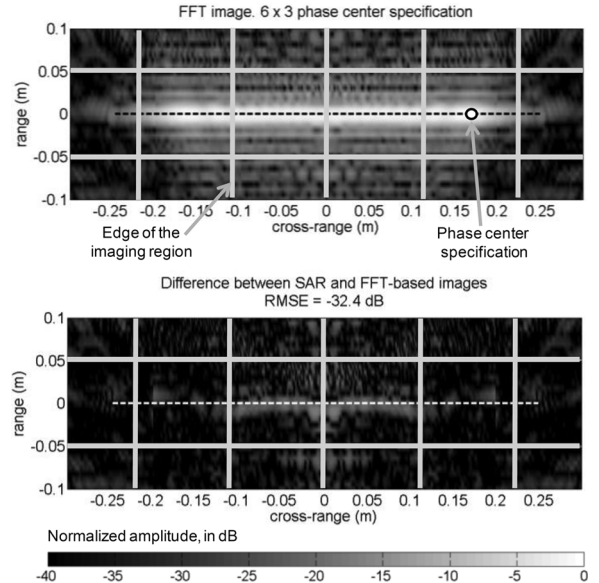 FFT image. 6 x 3 phase center specification
0.1
0.05
0
-0.05
-0.1
range (m)
-0.25 -0.2 -0.15 -0.1 -0.05 0 0.05 0.1 0.15 0.2 0.25
cross-range (m)
Edge of the
imaging region
Phase center
specification
Difference between SAR and FFT-based images
RMSE = -32.4 dB
0.1
0.05
0
-0.05
-0.1
range (m)
-0.25 -0.2 -0.15 -0.1 -0.05 0 0.05 0.1 0.15 0.2 0.25
cross-range (m)
Normalized amplitude, in dB
-40 -35 -30 -25 -20 -15 -10 -5 0